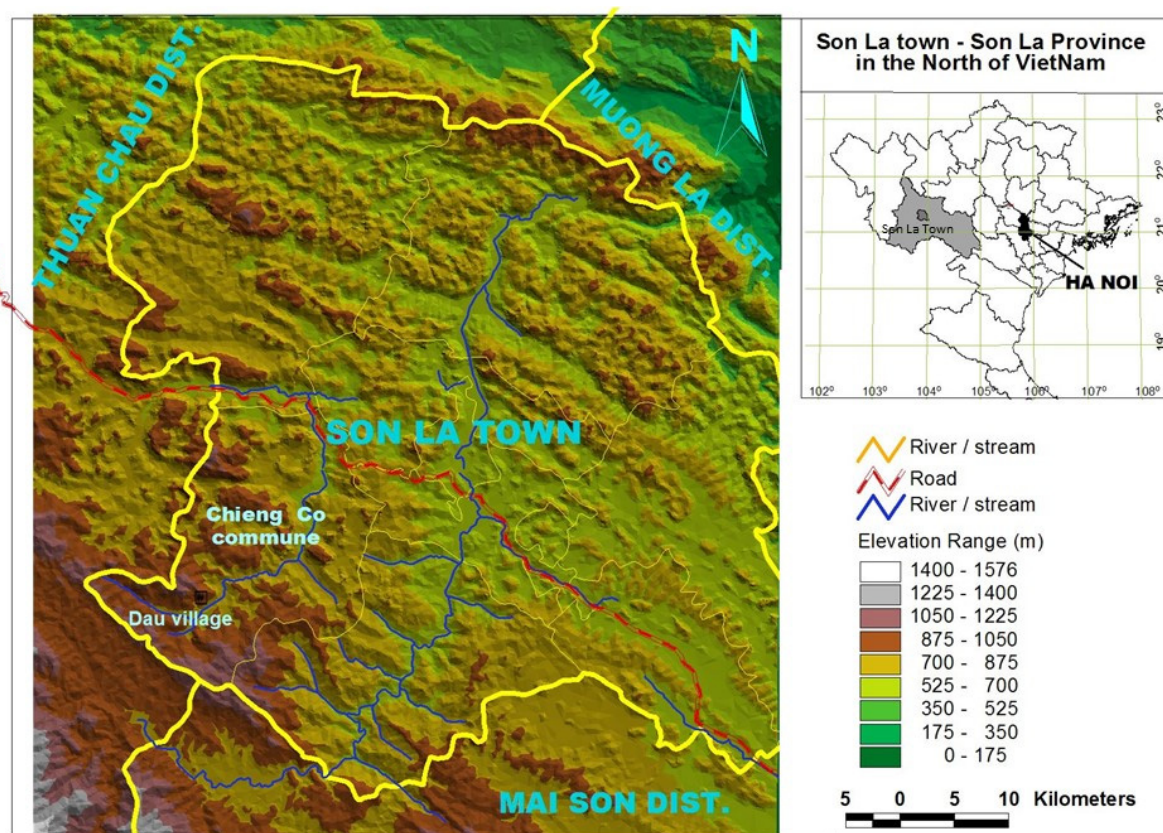 THUAN CHAU DIST.
MUONG LA DIST.
N
SON LA TOWN
Chieng Co
commune
Dau village
MAI SON DIST.
Son La town - Son La Province
in the North of VietNam
23°
22°
21°
20°
19°
Son La Town
HA NOI
102° 103° 104° 105° 106° 107° 108°
River / stream
Road
River / stream
Elevation Range (m)
1400 - 1576
1225 - 1400
1050 - 1225
875 - 1050
700 - 875
525 - 700
350 - 525
175 - 350
0 - 175
5 0 5 10 Kilometers